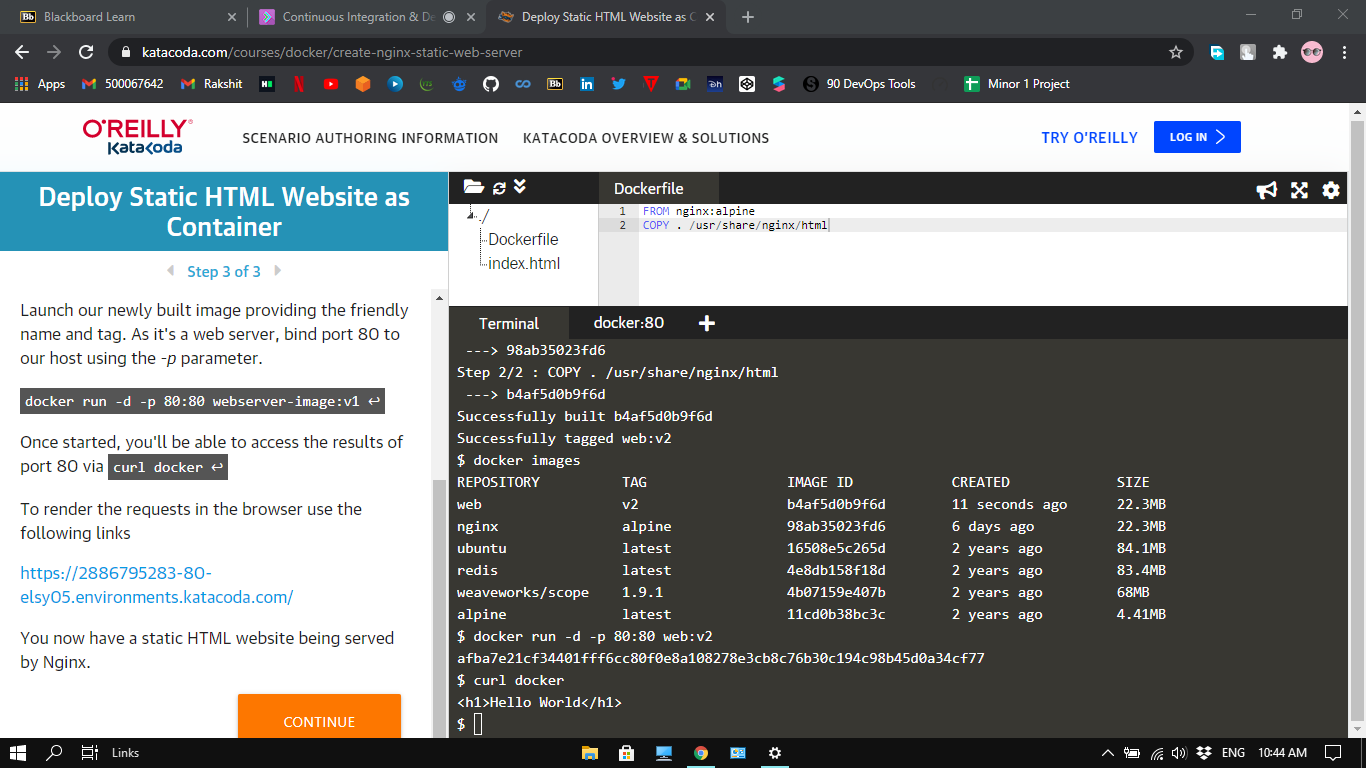 Blackboard Learn
Continuous Integration & De
Deploy Static HTML Website as C
katacoda.com/courses/docker/create-nginx-static-web-server
Apps
500067642
Rakshit
90 DevOps Tools
Minor 1 Project
O'REILLY
KataKoda
SCENARIO AUTHORING INFORMATION
KATACODA OVERVIEW & SOLUTIONS
TRY O'REILLY
LOG IN
Deploy Static HTML Website as
Container
Step 3 of 3
Launch our newly built image providing the friendly
name and tag. As it's a web server, bind port 80 to
our host using the -p parameter.
docker run -d -p 80:80 webserver-image:v1 ↩
Once started, you'll be able to access the results of
port 80 via curl docker ↩
To render the requests in the browser use the
following links
https://2886795283-80-
elsy05.environments.katacoda.com/
You now have a static HTML website being served
by Nginx.
CONTINUE
./
Dockerfile
index.html
Dockerfile
1 FROM nginx:alpine
2 COPY . /usr/share/nginx/html
Terminal
docker:80
---> 98ab35023fd6
Step 2/2 : COPY . /usr/share/nginx/html
---> b4af5d0b9f6d
Successfully built b4af5d0b9f6d
Successfully tagged web:v2
$ docker images
REPOSITORY TAG IMAGE ID CREATED SIZE
web v2 b4af5d0b9f6d 11 seconds ago 22.3MB
nginx alpine 98ab35023fd6 6 days ago 22.3MB
ubuntu latest 16508e5c265d 2 years ago 84.1MB
redis latest 4e8db158f18d 2 years ago 83.4MB
weaveworks/scope 1.9.1 4b07159e407b 2 years ago 68MB
alpine latest 11cd0b38bc3c 2 years ago 4.41MB
$ docker run -d -p 80:80 web:v2
afba7e21cf34401fff6cc80f0e8a108278e3cb8c76b30c194c98b45d0a34cf77
$ curl docker
<h1>Hello World</h1>
$
Links
ENG
10:44 AM